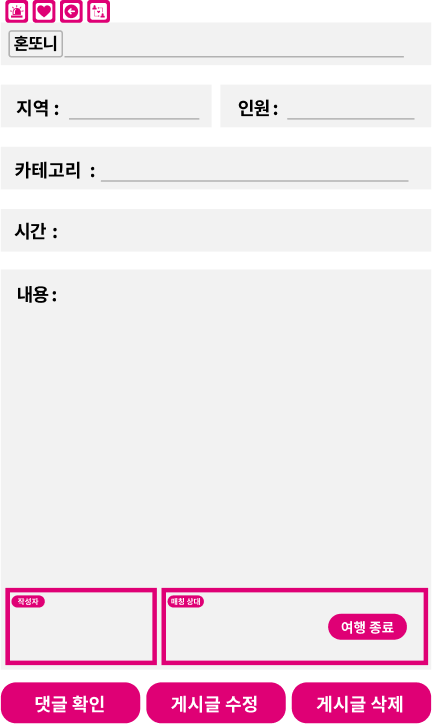 혼또니
지역 : 인원 :
카테고리 :
시간 :
내용 :
작성자 매칭 상대
여행 종료
댓글 확인 게시글 수정 게시글 삭제